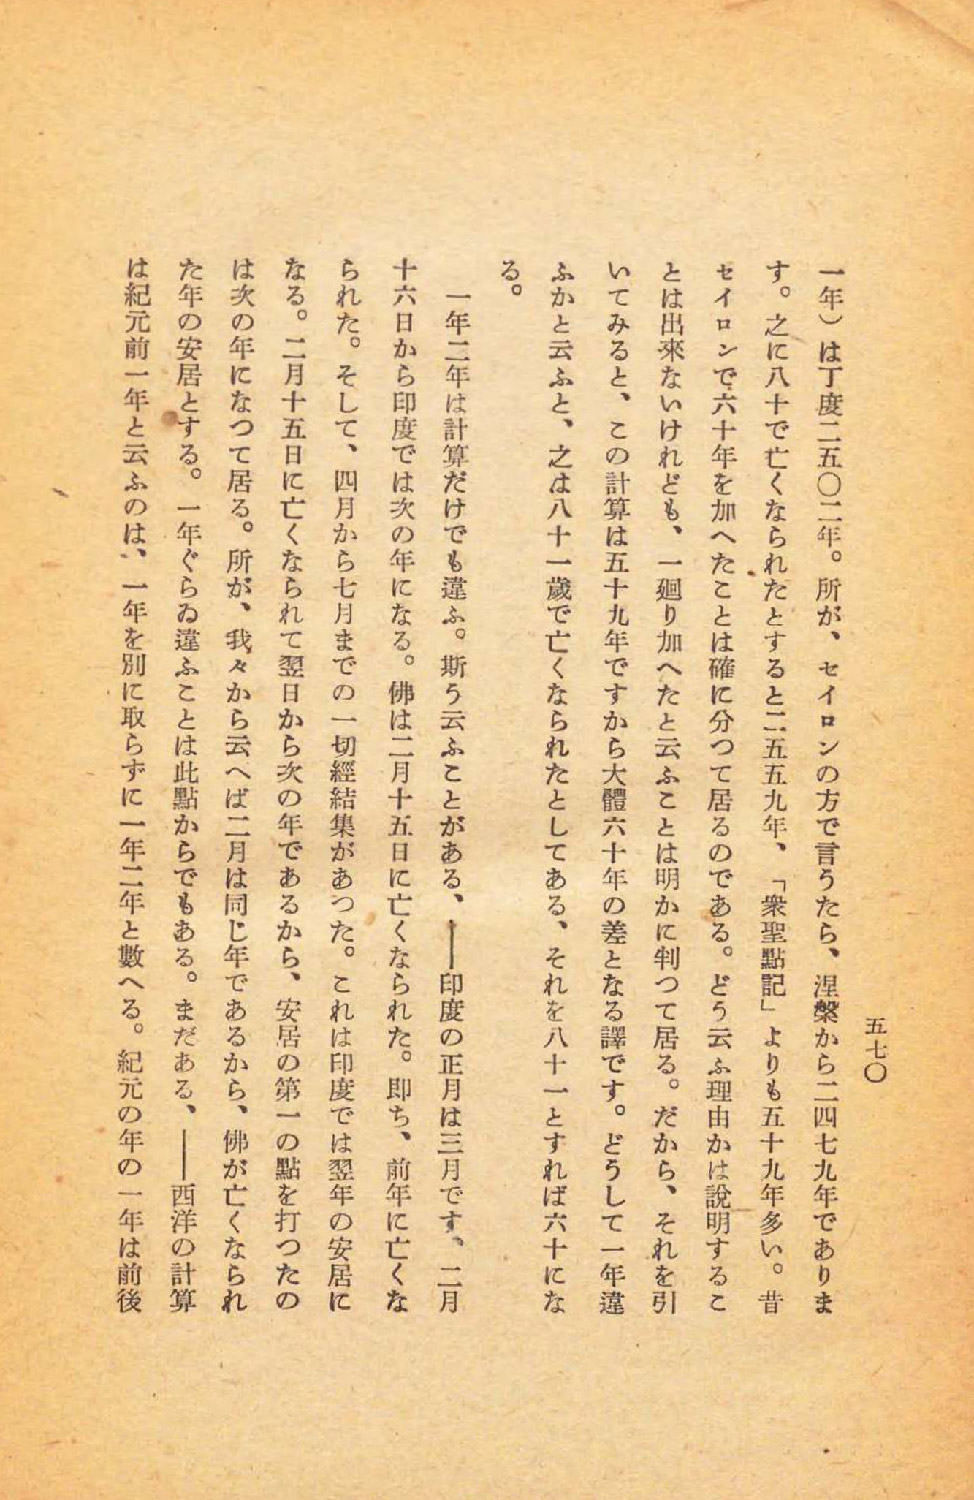 五七〇
一年）は丁度二五〇二年。所が、セイロンの方で言うたら、涅槃から二四七九年でありま
す。之に八十で亡くなられたとすると二五五九年、「衆聖點記」よりも五十九年多い。昔
セイロンで六十年を加へたことは確に分つて居るのである。どう云ふ理由かは說明するこ
とは出來ないけれども、一廻り加へたと云ふことは明かに判つて居る。だから、それを引
いてみると、この計算は五十九年ですから大體六十年の差となる譯です。どうして一年違
ふかと云ふと、之は八十一歲で亡くなられたとしてある、それを八十一とすれば六十にな
る。
一年二年は計算だけでも違ふ。斯う云ふことがある、――印度の正月は三月です、二月
十六日から印度では次の年になる。佛は二月十五日に亡くなられた。即ち、前年に亡くな
られた。そして、四月から七月までの一切經結集があつた。これは印度では翌年の安居に
なる。二月十五日に亡くなられて翌日から次の年であるから、安居の第一の點を打つたの
は次の年になつて居る。所が、我々から云へば二月は同じ年であるから、佛が亡くなられ
た年の安居とする。一年ぐらゐ違ふことは此點からでもある。まだある、――西洋の計算
は紀元前一年と云ふのは、一年を別に取らずに一年二年と數へる。紀元の年の一年は前後